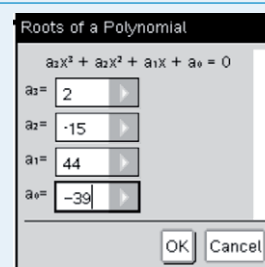 Roots of a Polynomial
a₃x³ + a₂x² + a₁x + a₀ = 0
a₃= 2
a₂= -15
a₁= 44
a₀= -39
OK Cancel